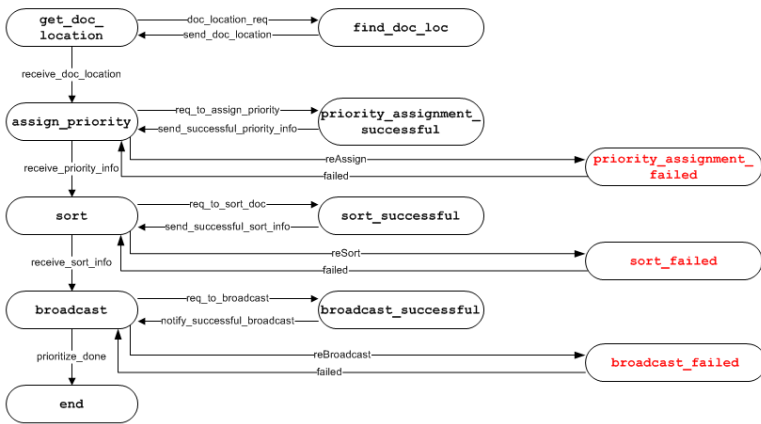 get_doc_
location
doc_location_req
send_doc_location
find_doc_loc
receive_doc_location
assign_priority
req_to_assign_priority
send_successful_priority_info
priority_assignment_
successful
reAssign
failed
priority_assignment_
failed
receive_priority_info
sort
req_to_sort_doc
send_successful_sort_info
sort_successful
reSort
failed
sort_failed
receive_sort_info
broadcast
req_to_broadcast
notify_successful_broadcast
broadcast_successful
reBroadcast
failed
broadcast_failed
prioritize_done
end